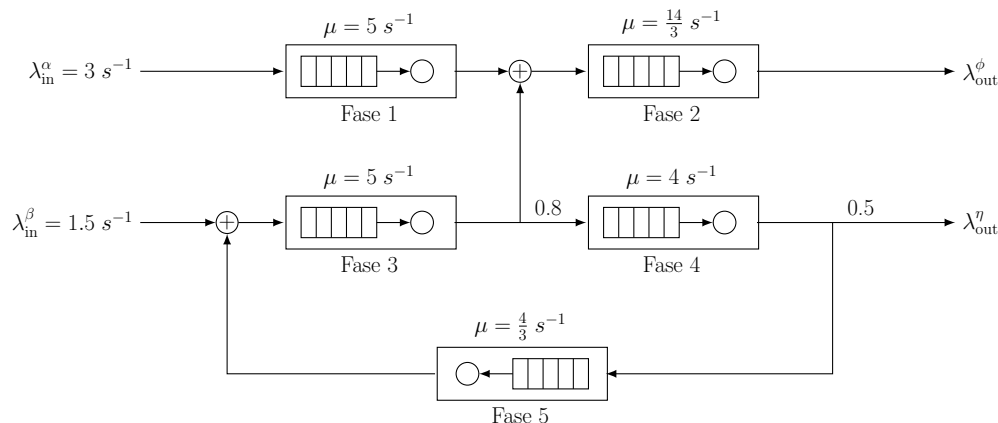 μ = 5 s⁻¹
μ = 14/3 s⁻¹
λ_in^α = 3 s⁻¹
λ_out^ϕ
Fase 1
Fase 2
μ = 5 s⁻¹
μ = 4 s⁻¹
λ_in^β = 1.5 s⁻¹
0.8
0.5
λ_out^η
Fase 3
Fase 4
μ = 4/3 s⁻¹
Fase 5